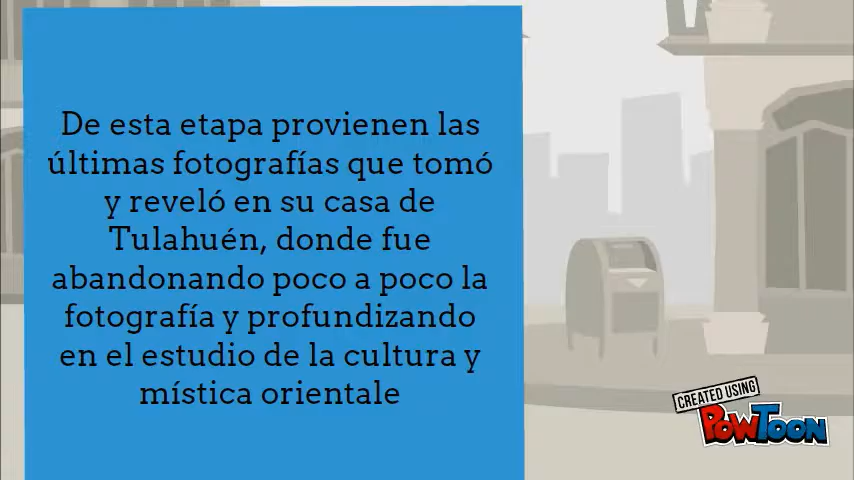 De esta etapa provienen las
últimas fotografías que tomó
y reveló en su casa de
Tulahuén, donde fue
abandonando poco a poco la
fotografía y profundizando
en el estudio de la cultura y
mística orientale
CREATED USING
POWTOON